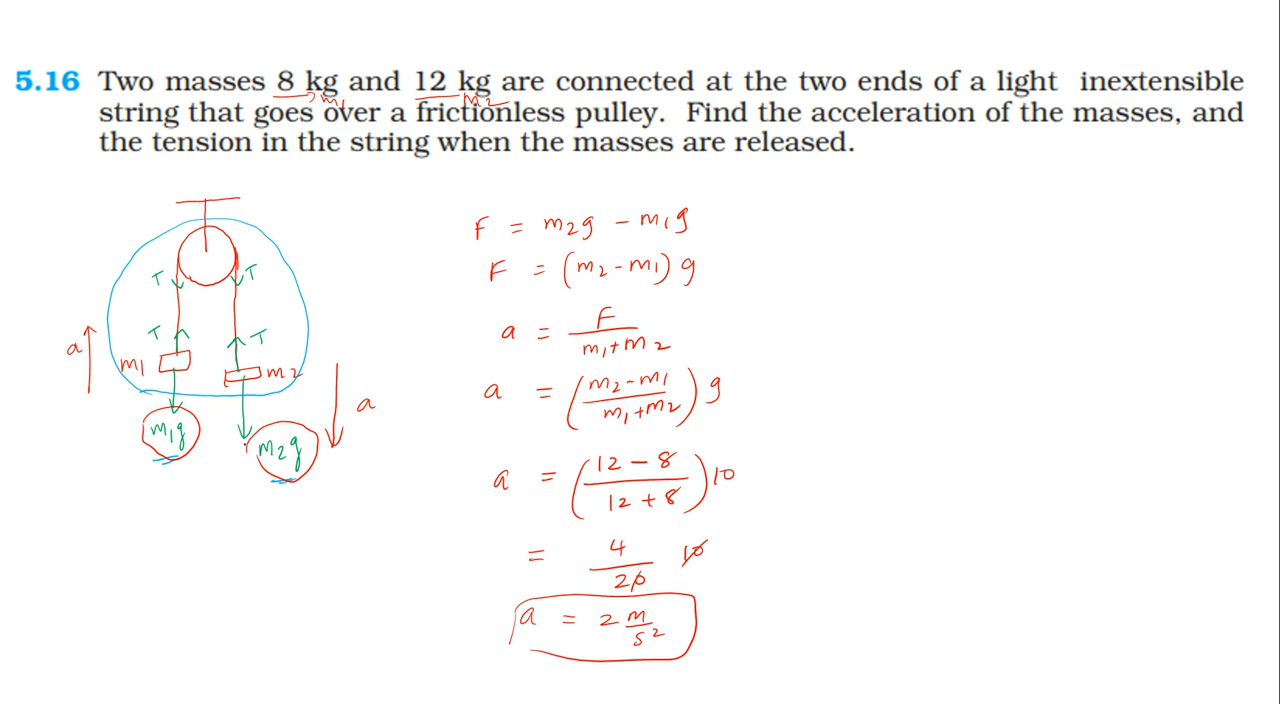 5.16 Two masses 8 kg and 12 kg are connected at the two ends of a light inextensible
m1 m2
string that goes over a frictionless pulley. Find the acceleration of the masses, and
the tension in the string when the masses are released.
F = m2g - m1g
T T
F = (m2-m1) g
a = F / m1+m2
T T
a
m1 m2
a = (m2-m1 / m1+m2) g
a
m1g m2g
a = (12-8 / 12+8) 10
= 4 / 20 10
a = 2 m/s2